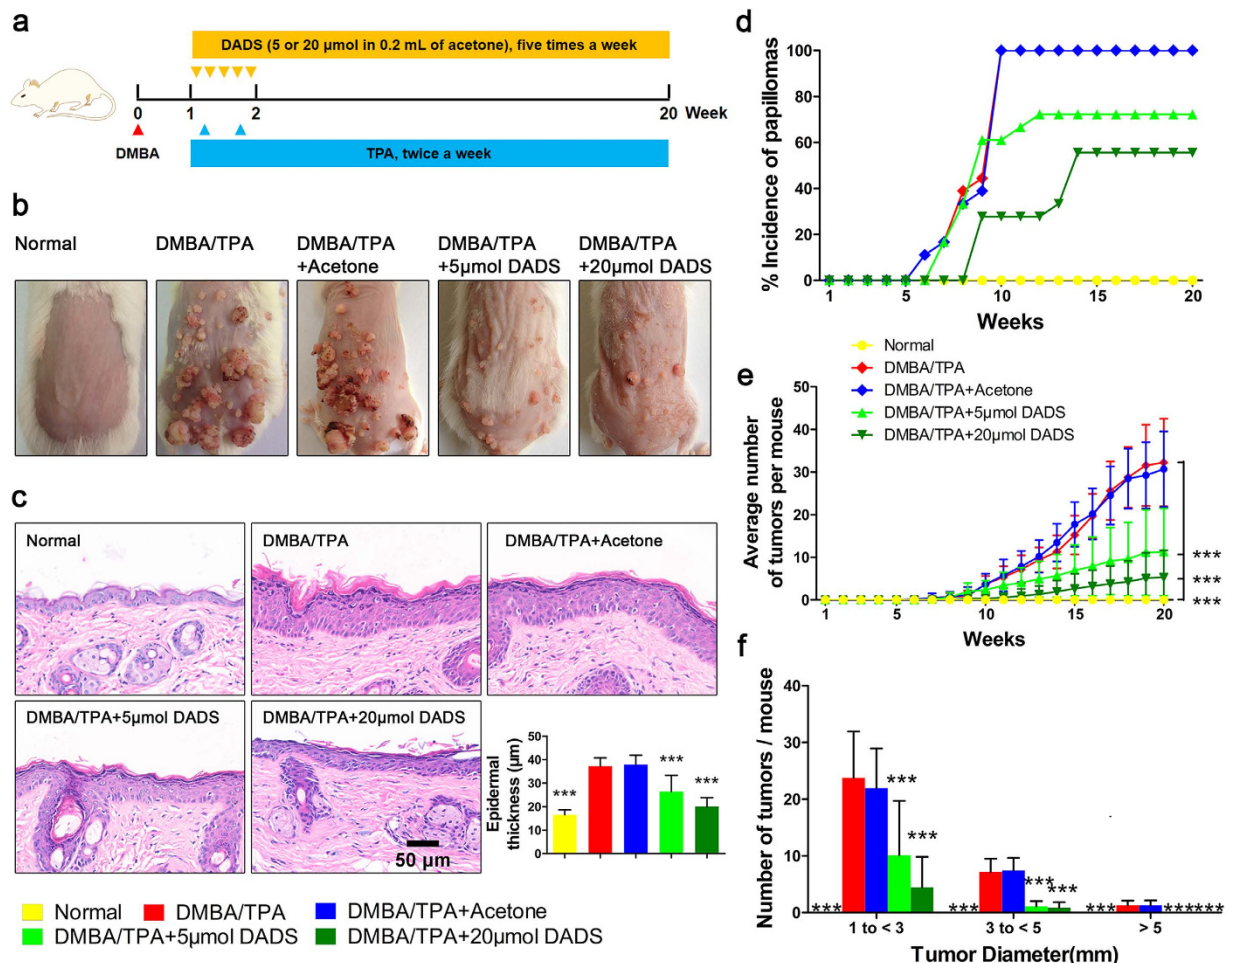 a
DADS (5 or 20 µmol in 0.2 mL of acetone), five times a week
0
1
2
20
Week
DMBA
TPA, twice a week
b
Normal
DMBA/TPA
DMBA/TPA
+Acetone
DMBA/TPA
+5µmol DADS
DMBA/TPA
+20µmol DADS
c
Normal
DMBA/TPA
DMBA/TPA+Acetone
DMBA/TPA+5µmol DADS
DMBA/TPA+20µmol DADS
50 µm
Epidermal
thickness (µm)
50
40
30
20
10
0
***
***
***
Normal
DMBA/TPA
DMBA/TPA+Acetone
DMBA/TPA+5µmol DADS
DMBA/TPA+20µmol DADS
d
% Incidence of papillomas
100
80
60
40
20
0
1
5
10
15
20
Weeks
Normal
DMBA/TPA
DMBA/TPA+Acetone
DMBA/TPA+5µmol DADS
DMBA/TPA+20µmol DADS
e
Average number
of tumors per mouse
50
40
30
20
10
0
1
5
10
15
20
Weeks
***
***
***
f
Number of tumors / mouse
40
30
20
10
0
***
***
***
***
***
***
***
******
1 to < 3
3 to < 5
> 5
Tumor Diameter(mm)